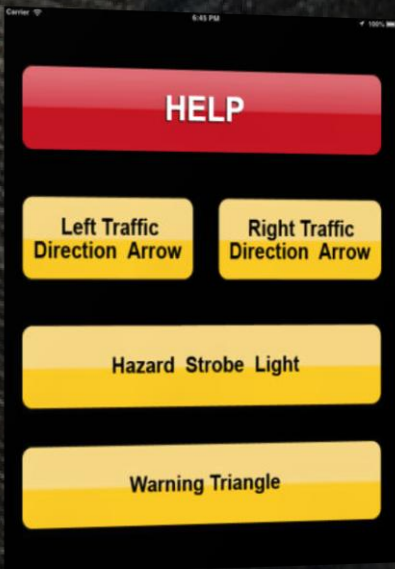 Carrier 6:45 PM 100%
HELP
Left Traffic
Direction Arrow
Right Traffic
Direction Arrow
Hazard Strobe Light
Warning Triangle